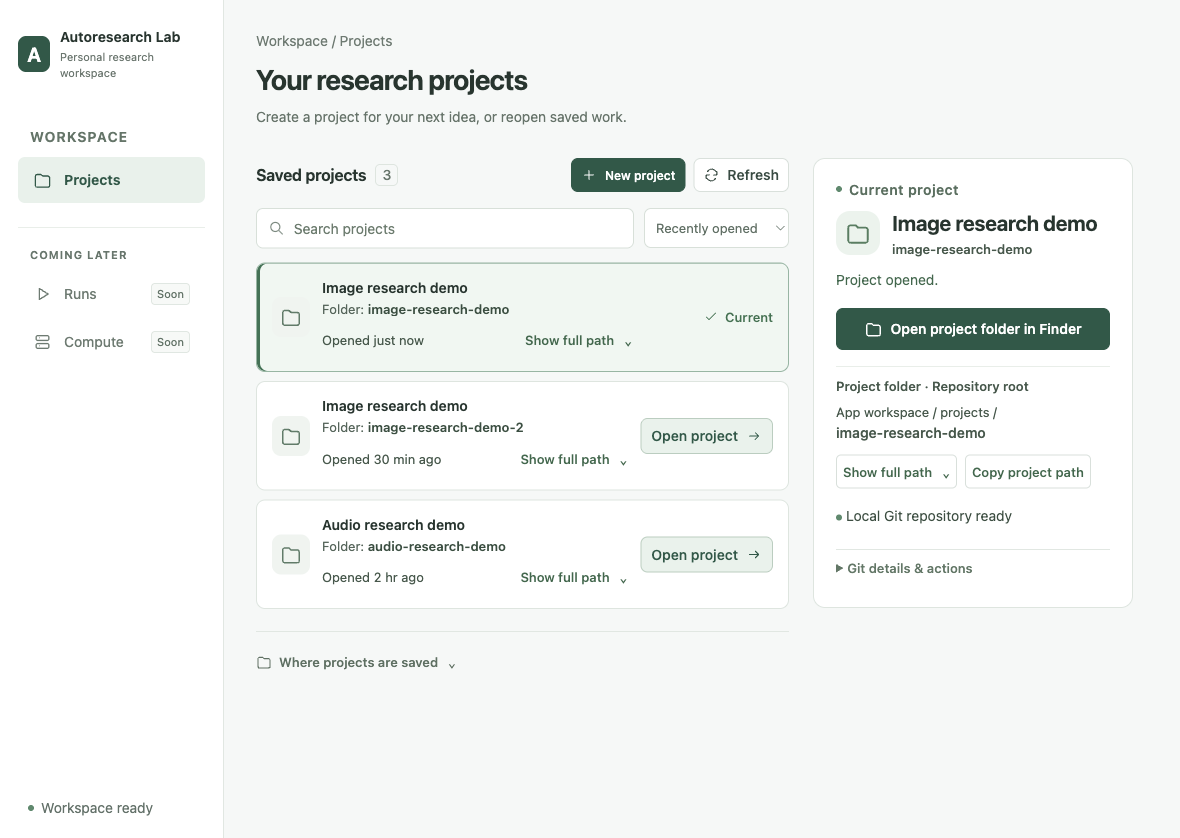 A
Autoresearch Lab
Personal research
workspace
WORKSPACE
Projects
COMING LATER
Runs
Soon
Compute
Soon
Workspace ready
Workspace / Projects
Your research projects
Create a project for your next idea, or reopen saved work.
Saved projects 3
New project
Refresh
Search projects
Recently opened
Image research demo
Folder: image-research-demo
Opened just now
Show full path
Current
Image research demo
Folder: image-research-demo-2
Opened 30 min ago
Show full path
Open project
Audio research demo
Folder: audio-research-demo
Opened 2 hr ago
Show full path
Open project
Where projects are saved
Current project
Image research demo
image-research-demo
Project opened.
Open project folder in Finder
Project folder · Repository root
App workspace / projects /
image-research-demo
Show full path
Copy project path
Local Git repository ready
Git details & actions